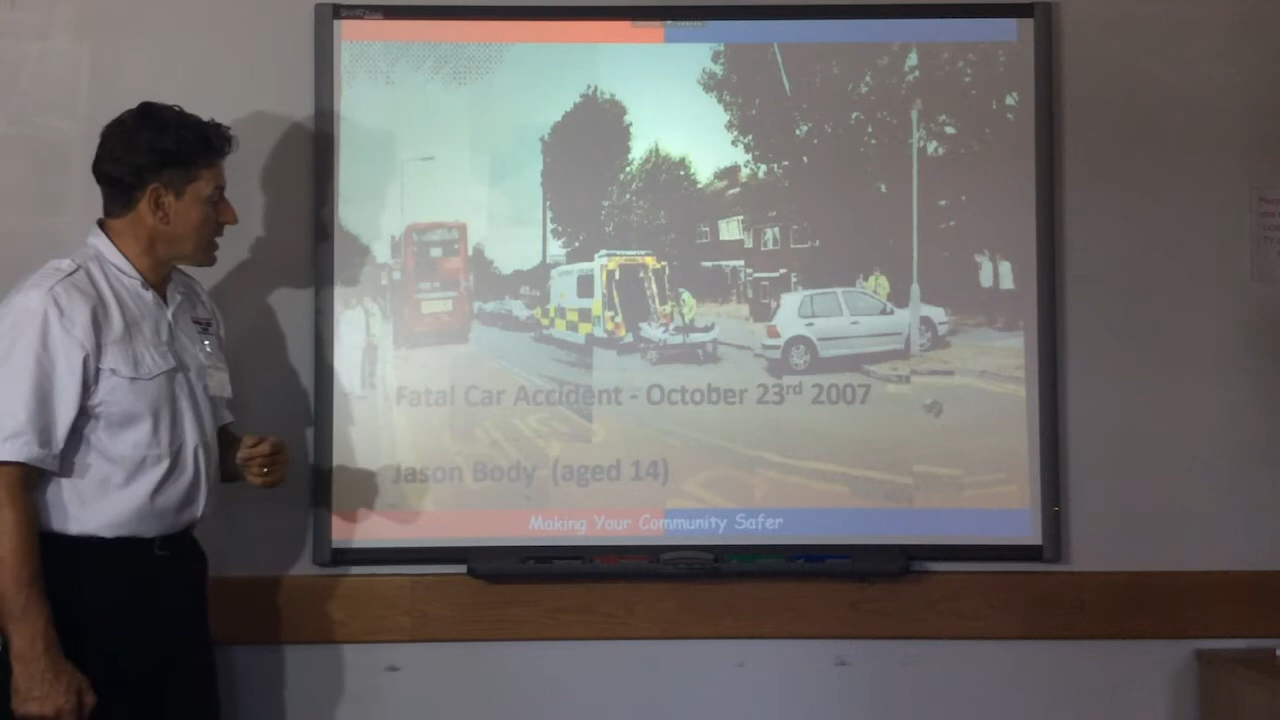 Fatal Car Accident - October 23rd 2007
Jason Body (aged 14)
Making Your Community Safer